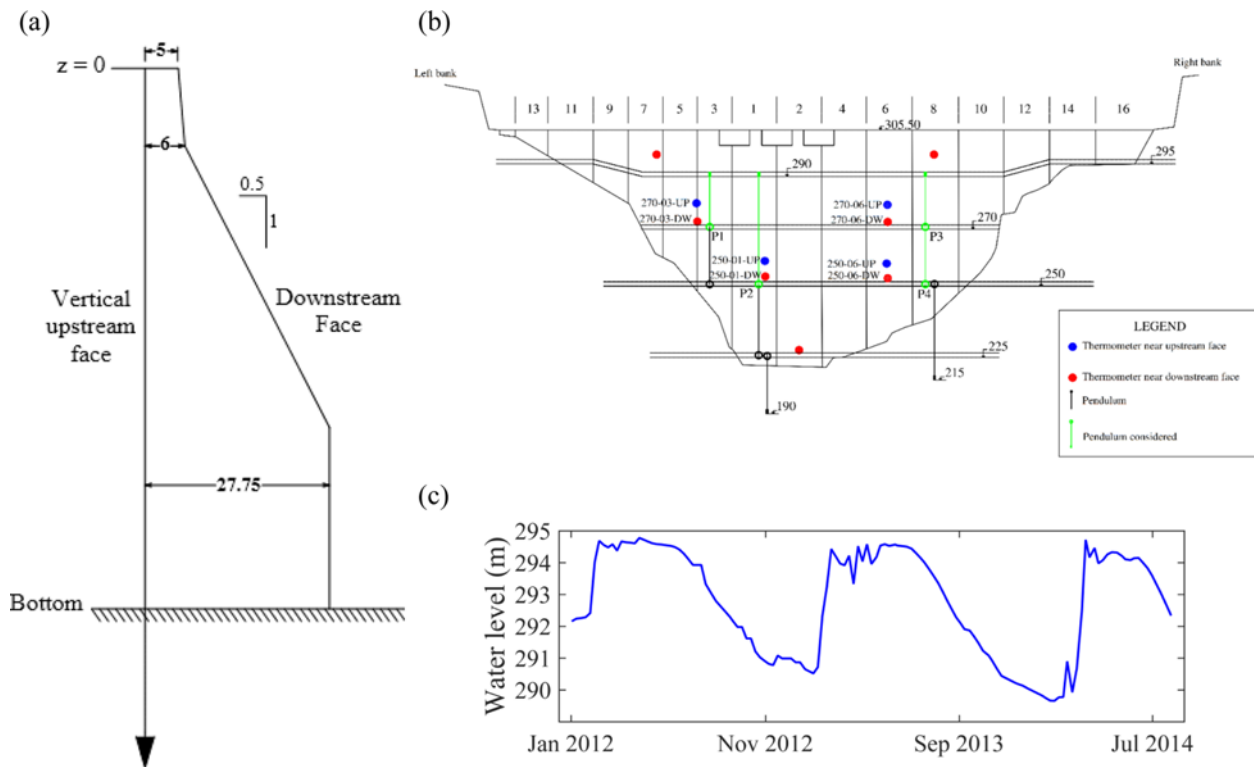 (a)
5
z = 0
6
0.5
1
Vertical
upstream
face
Downstream
Face
27.75
Bottom
(b)
Left bank
Right bank
13 11 9 7 5 3 1 2 4 6 8 10 12 14 16
305.50
295
290
270-03-UP
270-06-UP
270-03-DW
270-06-DW
270
P1
P3
250-01-UP
250-06-UP
250-01-DW
250-06-DW
250
P2
P4
225
215
190
LEGEND
Thermometer near upstream face
Thermometer near downstream face
Pendulum
Pendulum considered
(c)
Water level (m)
295
294
293
292
291
290
Jan 2012 Nov 2012 Sep 2013 Jul 2014